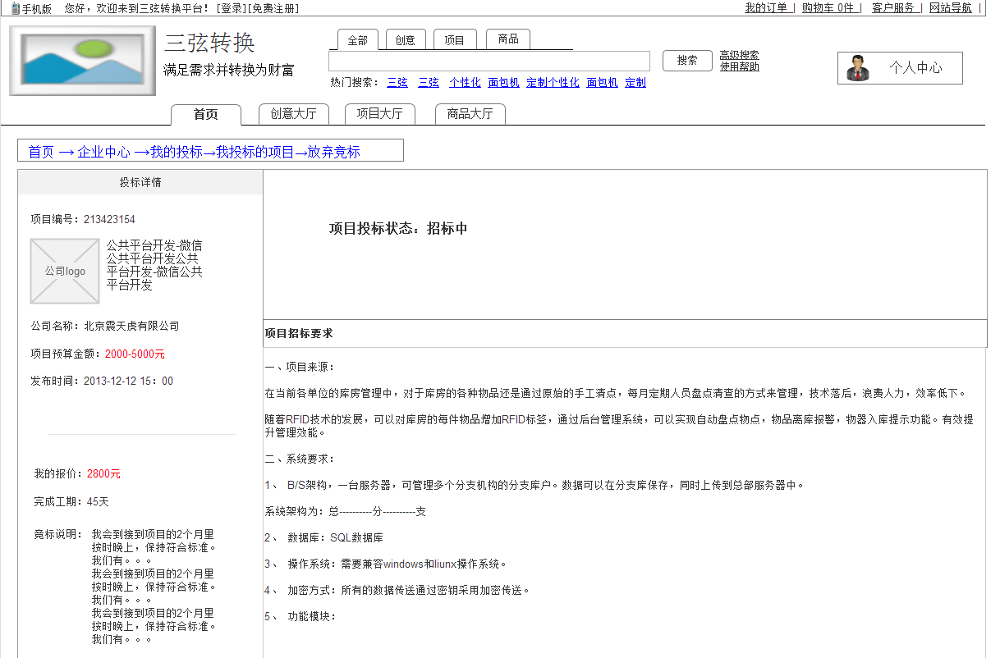 手机版 您好，欢迎来到三弦转换平台！[登录][免费注册]
我的订单 | 购物车 0件 | 客户服务 | 网站导航 |
三弦转换
满足需求并转换为财富
全部 创意 项目 商品
搜索
高级搜索
使用帮助
热门搜索： 三弦 三弦 个性化 面包机 定制个性化 面包机 定制
个人中心
首页 创意大厅 项目大厅 商品大厅
首页 → 企业中心 →我的投标→我投标的项目→放弃竞标
投标详情
项目编号：213423154
公司logo
公共平台开发-微信
公共平台开发公共
平台开发-微信公共
平台开发
公司名称：北京震天虎有限公司
项目预算金额：2000-5000元
发布时间：2013-12-12 15：00
我的报价：2800元
完成工期：45天
竟标说明： 我会到接到项目的2个月里
按时晚上，保持符合标准。
我们有。。。
我会到接到项目的2个月里
按时晚上，保持符合标准。
我们有。。。
我会到接到项目的2个月里
按时晚上，保持符合标准。
我们有。。。
项目投标状态：招标中
项目招标要求
一、项目来源：
在当前各单位的库房管理中，对于库房的各种物品还是通过原始的手工清点，每月定期人员盘点清查的方式来管理，技术落后，浪费人力，效率低下。
随着RFID技术的发展，可以对库房的每件物品增加RFID标签，通过后台管理系统，可以实现自动盘点物点，物品离库报警，物器入库提示功能。有效提
升管理效能。
二、系统要求：
1、 B/S架构，一台服务器，可管理多个分支机构的分支库户。数据可以在分支库保存，同时上传到总部服务器中。
系统架构为：总----------分----------支
2、 数据库：SQL数据库
3、 操作系统：需要兼容windows和liunx操作系统。
4、 加密方式：所有的数据传送通过密钥采用加密传送。
5、 功能模块：